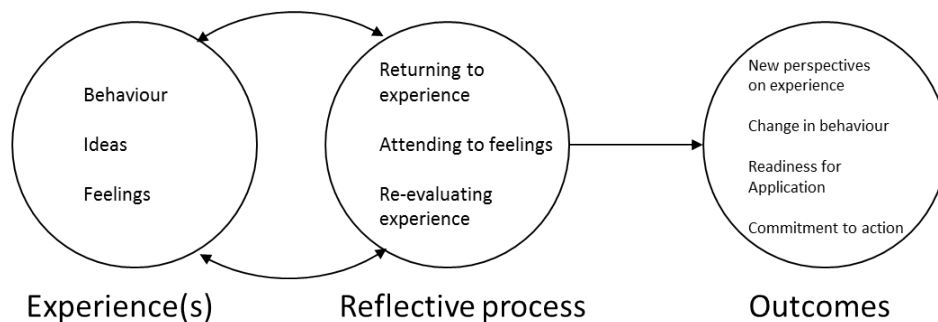 Behaviour
Ideas
Feelings
Experience(s)
Returning to
experience
Attending to feelings
Re-evaluating
experience
Reflective process
New perspectives
on experience
Change in behaviour
Readiness for
Application
Commitment to action
Outcomes